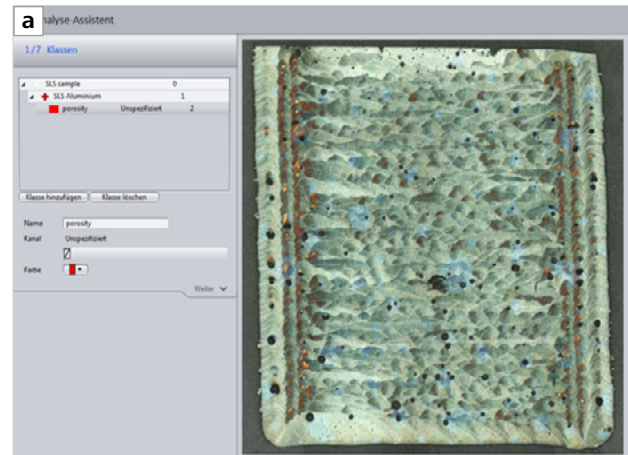 a
nalyse-Assistent
1/7 Klassen
SLS sample 0
SLS Aluminium 1
porosity Unspezifiziert 2
Klasse hinzufügen Klasse löschen
Name porosity
Kanal Unspezifiziert
Farbe
Weiter